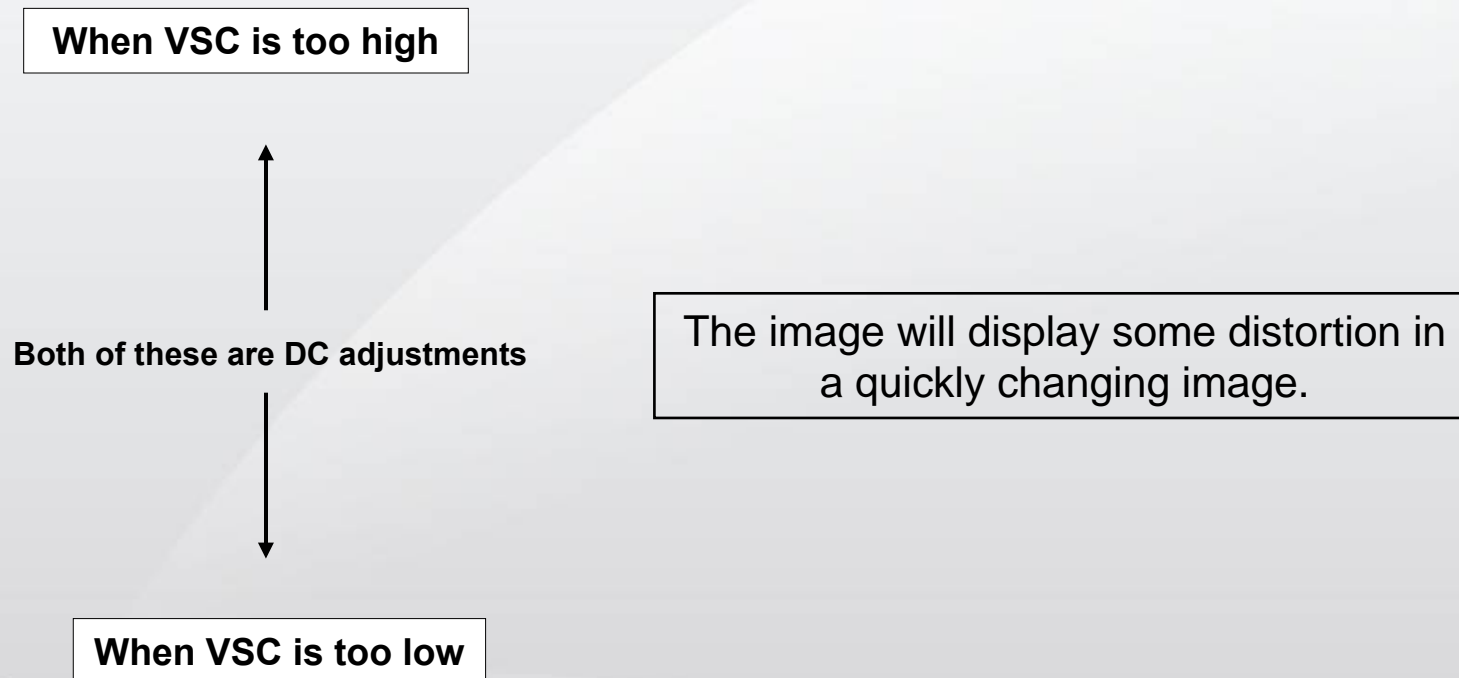 When VSC is too high
Both of these are DC adjustments
The image will display some distortion in
a quickly changing image.
When VSC is too low